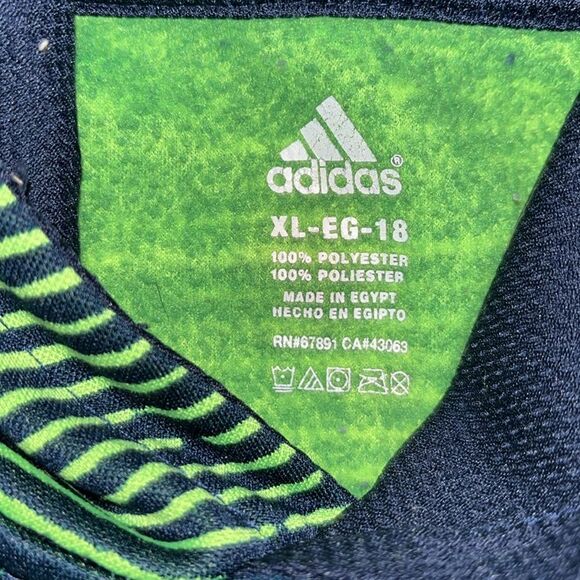 adidas®
XL-EG-18
100% POLYESTER
100% POLIESTER
MADE IN EGYPT
HECHO EN EGIPTO
RN#67891 CA#43063